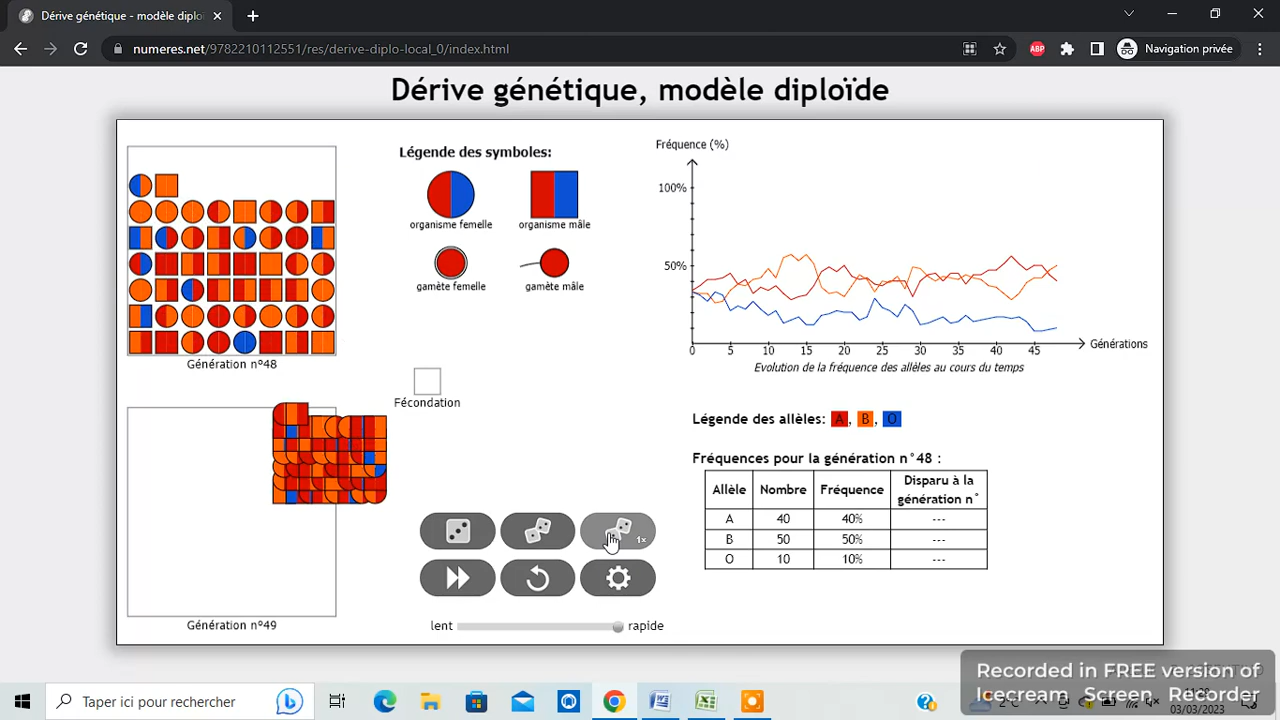 Dérive génétique - modèle diplo
numeres.net/9782210112551/res/derive-diplo-local_0/index.html
ABP
Navigation privée
Dérive génétique, modèle diploïde
Légende des symboles:
organisme femelle
organisme mâle
gamète femelle
gamète mâle
Génération n°48
Fécondation
Génération n°49
1×
lent
rapide
Fréquence (%)
100%
50%
0 5 10 15 20 25 30 35 40 45
Générations
Evolution de la fréquence des allèles au cours du temps
Légende des allèles: A, B, O
Fréquences pour la génération n°48 :
Allèle Nombre Fréquence Disparu à la génération n°
A 40 40% ---
B 50 50% ---
O 10 10% ---
Recorded in FREE version of
Icecream Screen Recorder
Taper ici pour rechercher
03/03/2023